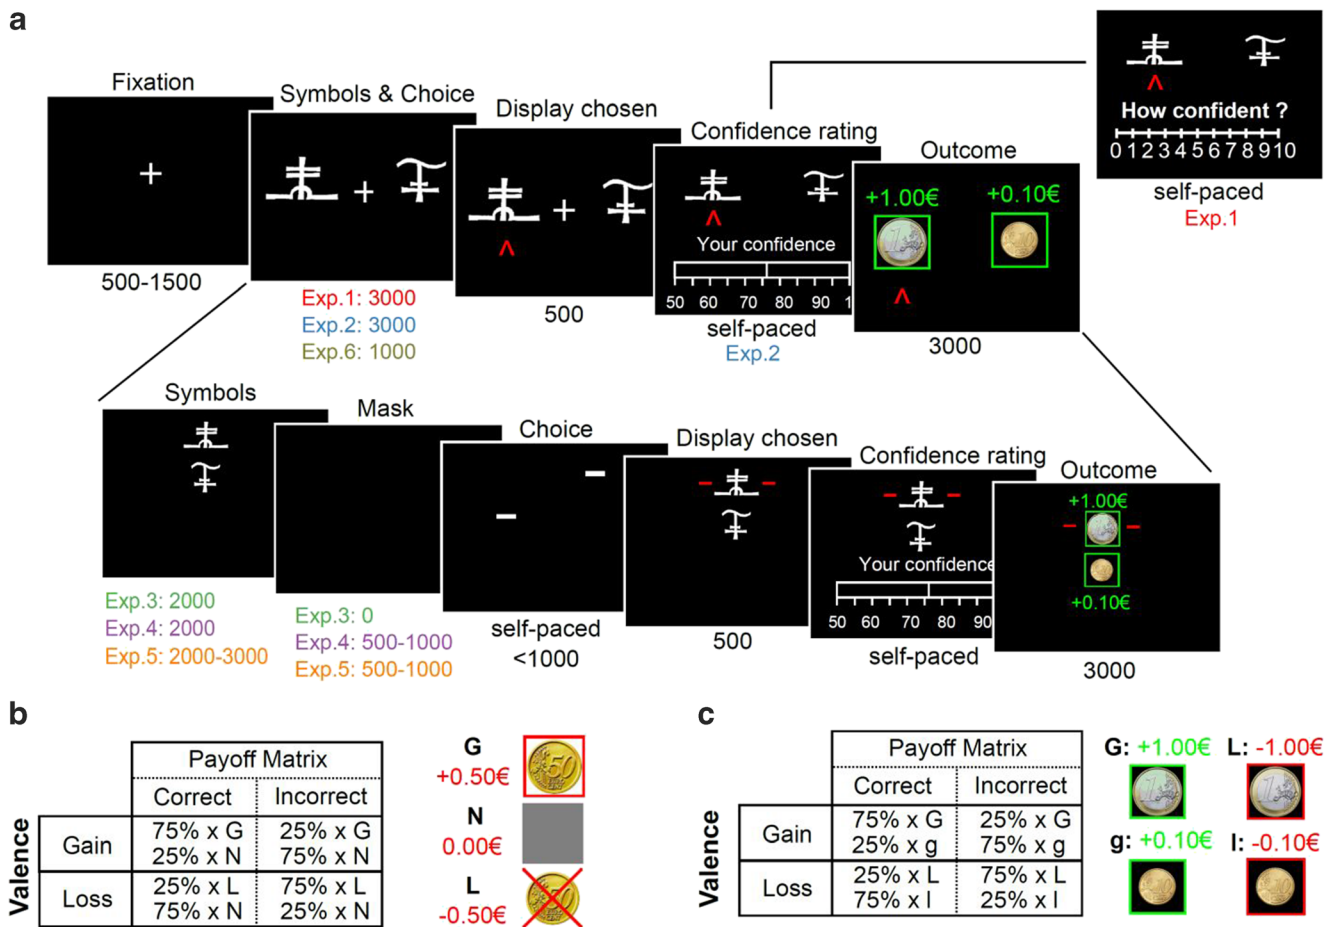 a
Fixation
+
500-1500
Symbols & Choice
+
Exp.1: 3000
Exp.2: 3000
Exp.6: 1000
Display chosen
+
^
500
Confidence rating
^
Your confidence
50 60 70 80 90 1
self-paced
Exp.2
Outcome
+1.00€ +0.10€
^
3000
^
How confident ?
0 1 2 3 4 5 6 7 8 9 10
self-paced
Exp.1
Symbols
Exp.3: 2000
Exp.4: 2000
Exp.5: 2000-3000
Mask
Exp.3: 0
Exp.4: 500-1000
Exp.5: 500-1000
Choice
self-paced
<1000
Display chosen
500
Confidence rating
Your confidence
50 60 70 80 90
self-paced
Outcome
+1.00€
+0.10€
3000
b
Valence
Payoff Matrix
Correct Incorrect
Gain
75% x G 25% x G
25% x N 75% x N
Loss
25% x L 75% x L
75% x N 25% x N
G
+0.50€
50
N
0.00€
L
-0.50€
50
c
Valence
Payoff Matrix
Correct Incorrect
Gain
75% x G 25% x G
25% x g 75% x g
Loss
25% x L 75% x L
75% x l 25% x l
G: +1.00€ L: -1.00€
1 1
g: +0.10€ l: -0.10€
10 10